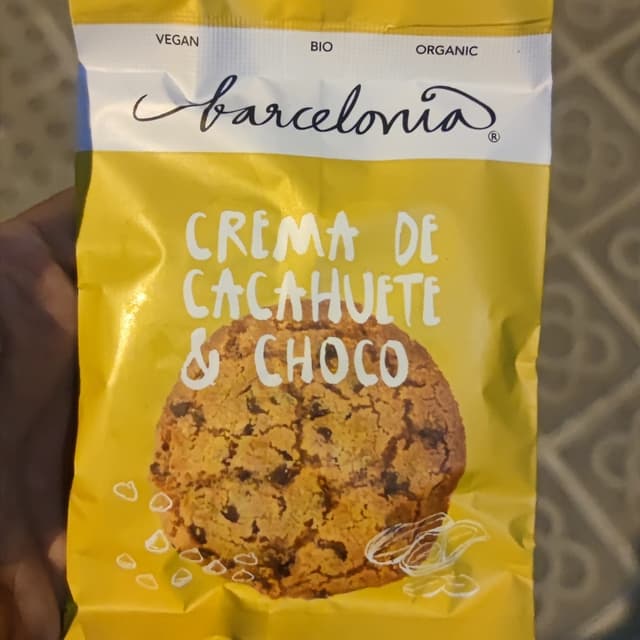 VEGAN BIO ORGANIC
barcelonia®
CREMA DE
CACAHUETE
& CHOCO